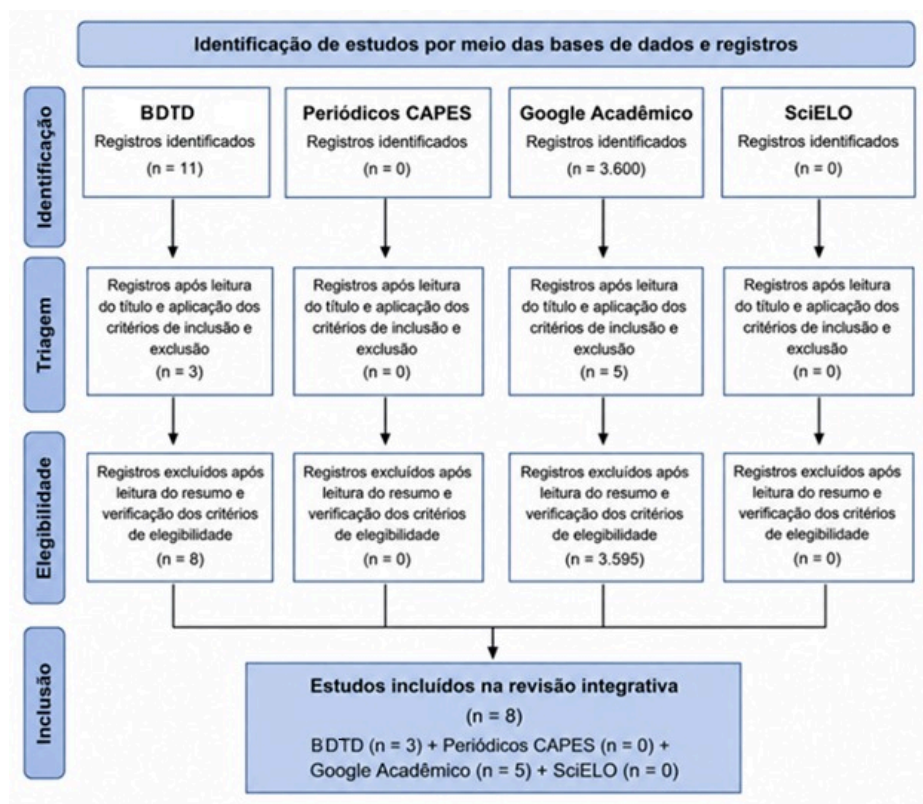 Identificação de estudos por meio das bases de dados e registros
Identificação
BDTD
Registros identificados
(n = 11)
Periódicos CAPES
Registros identificados
(n = 0)
Google Acadêmico
Registros identificados
(n = 3.600)
SciELO
Registros identificados
(n = 0)
Triagem
Registros após leitura
do título e aplicação dos
critérios de inclusão e
exclusão
(n = 3)
Registros após leitura
do título e aplicação dos
critérios de inclusão e
exclusão
(n = 0)
Registros após leitura
do título e aplicação dos
critérios de inclusão e
exclusão
(n = 5)
Registros após leitura
do título e aplicação dos
critérios de inclusão e
exclusão
(n = 0)
Elegibilidade
Registros excluídos após
leitura do resumo e
verificação dos critérios
de elegibilidade
(n = 8)
Registros excluídos após
leitura do resumo e
verificação dos critérios
de elegibilidade
(n = 0)
Registros excluídos após
leitura do resumo e
verificação dos critérios
de elegibilidade
(n = 3.595)
Registros excluídos após
leitura do resumo e
verificação dos critérios
de elegibilidade
(n = 0)
Inclusão
Estudos incluídos na revisão integrativa
(n = 8)
BDTD (n = 3) + Periódicos CAPES (n = 0) +
Google Acadêmico (n = 5) + SciELO (n = 0)